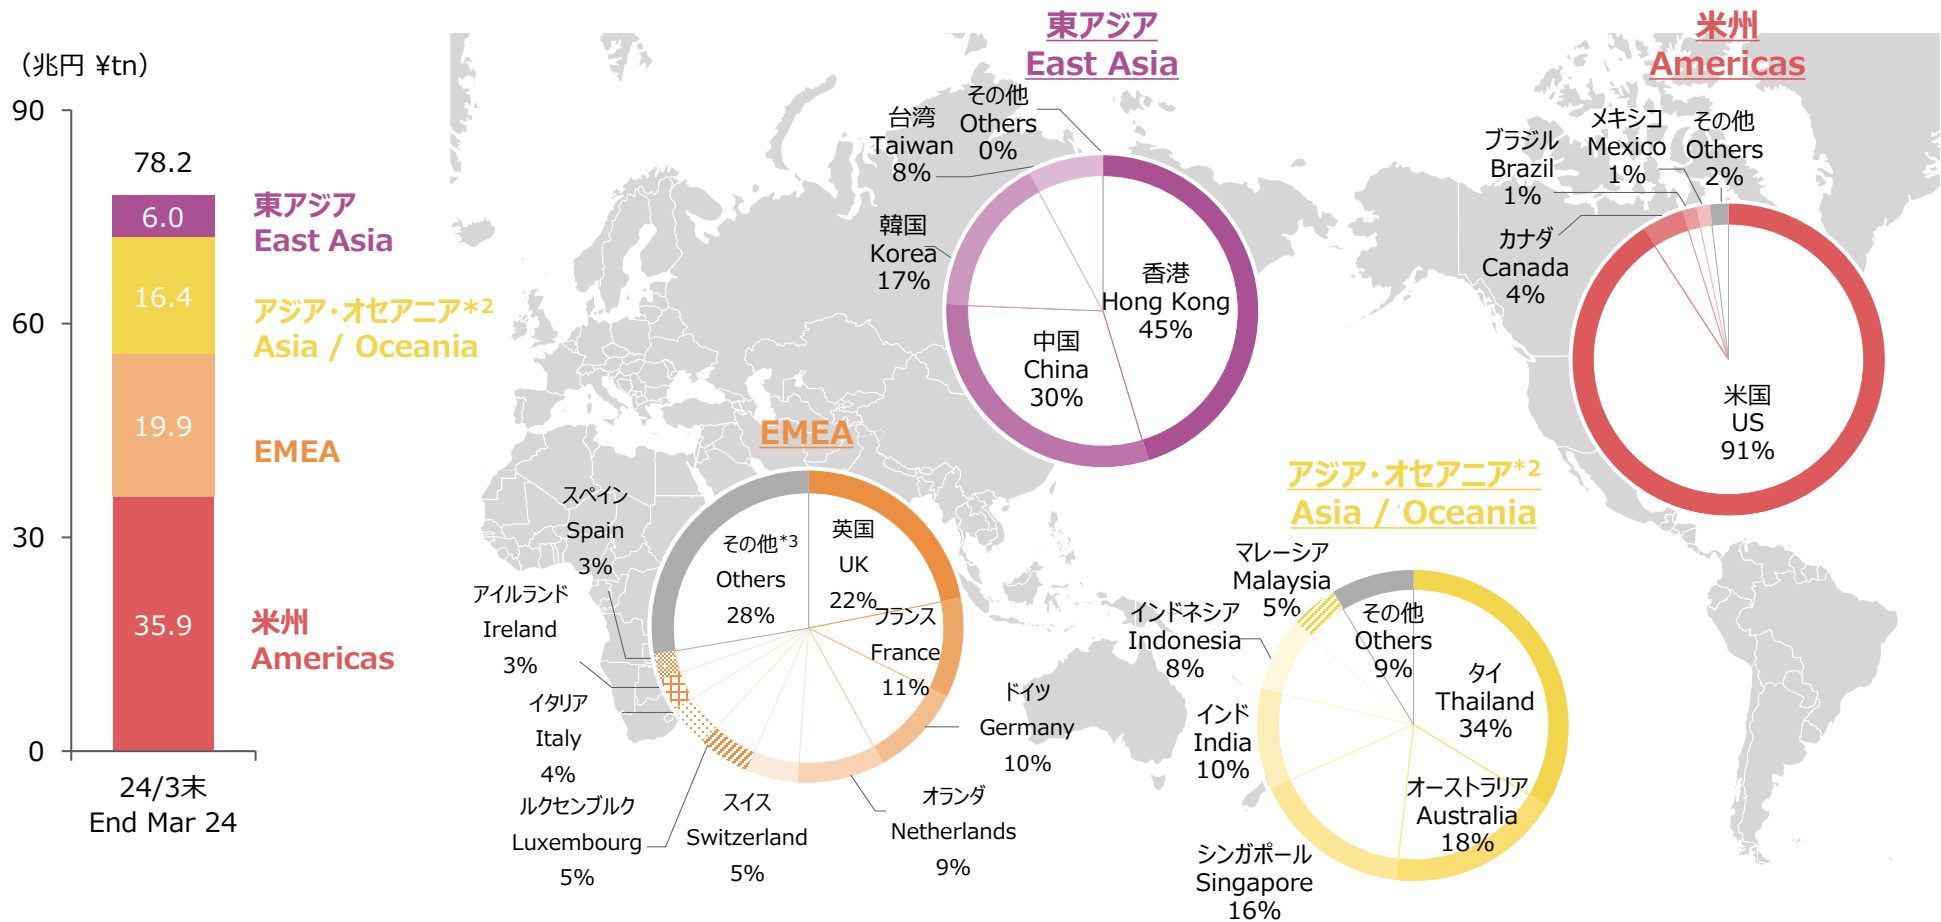 （兆円 ¥tn）
90
60
30
0
78.2
6.0
16.4
19.9
35.9
24/3末
End Mar 24
東アジア
East Asia
アジア・オセアニア*2
Asia / Oceania
EMEA
米州
Americas
東アジア
East Asia
その他
Others
0%
台湾
Taiwan
8%
韓国
Korea
17%
香港
Hong Kong
45%
中国
China
30%
米州
Americas
ブラジル
Brazil
1%
メキシコ
Mexico
1%
その他
Others
2%
カナダ
Canada
4%
米国
US
91%
EMEA
スペイン
Spain
3%
その他*3
Others
28%
英国
UK
22%
フランス
France
11%
アイルランド
Ireland
3%
イタリア
Italy
4%
ルクセンブルク
Luxembourg
5%
スイス
Switzerland
5%
オランダ
Netherlands
9%
ドイツ
Germany
10%
アジア・オセアニア*2
Asia / Oceania
マレーシア
Malaysia
5%
その他
Others
9%
インドネシア
Indonesia
8%
タイ
Thailand
34%
インド
India
10%
オーストラリア
Australia
18%
シンガポール
Singapore
16%